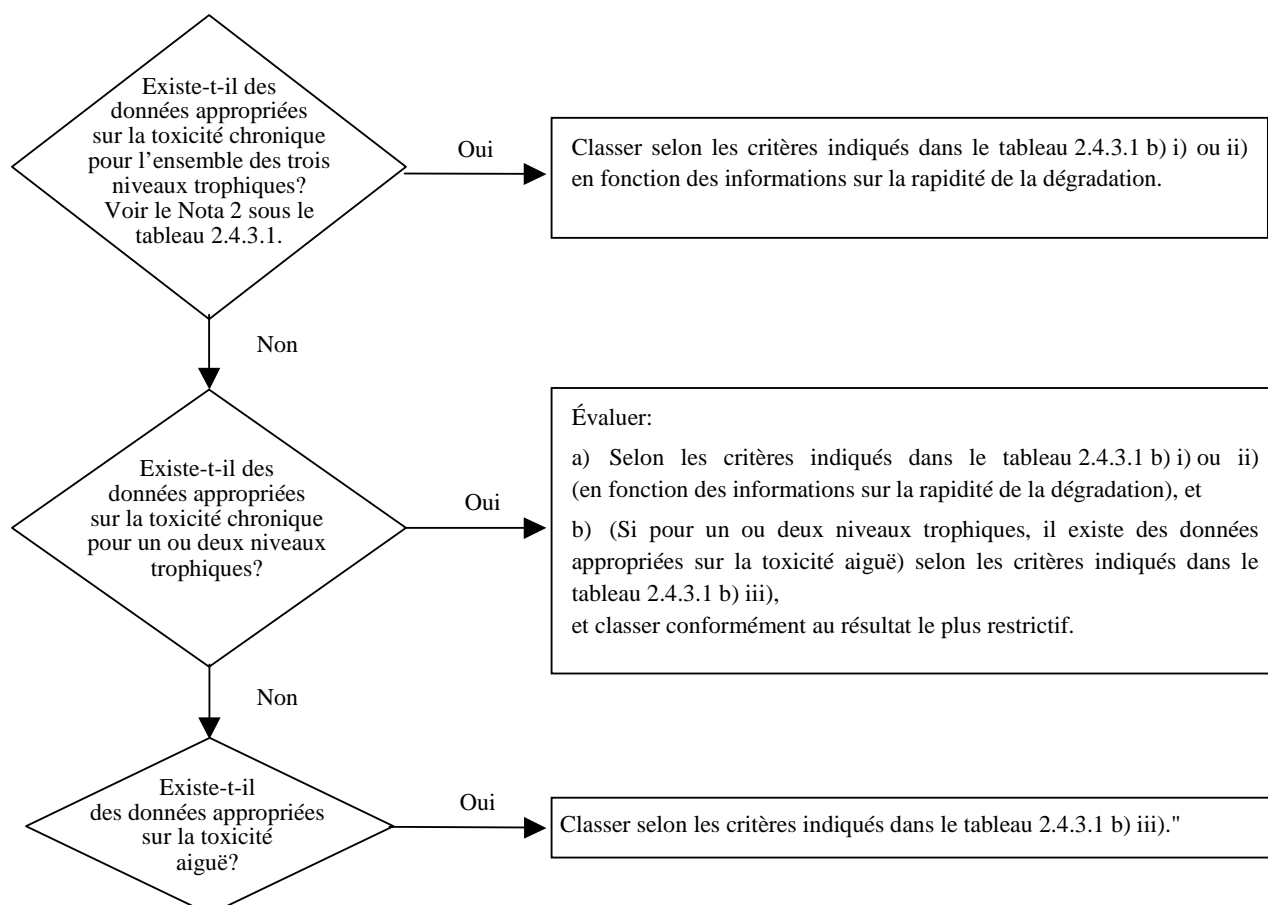 Existe-t-il des
données appropriées
sur la toxicité chronique
pour l'ensemble des trois
niveaux trophiques?
Voir le Nota 2 sous le
tableau 2.4.3.1.
Oui
Classer selon les critères indiqués dans le tableau 2.4.3.1 b) i) ou ii)
en fonction des informations sur la rapidité de la dégradation.
Non
Existe-t-il des
données appropriées
sur la toxicité chronique
pour un ou deux niveaux
trophiques?
Oui
Évaluer:
a) Selon les critères indiqués dans le tableau 2.4.3.1 b) i) ou ii)
(en fonction des informations sur la rapidité de la dégradation), et
b) (Si pour un ou deux niveaux trophiques, il existe des données
appropriées sur la toxicité aiguë) selon les critères indiqués dans le
tableau 2.4.3.1 b) iii),
et classer conformément au résultat le plus restrictif.
Non
Existe-t-il
des données appropriées
sur la toxicité
aiguë?
Oui
Classer selon les critères indiqués dans le tableau 2.4.3.1 b) iii)."